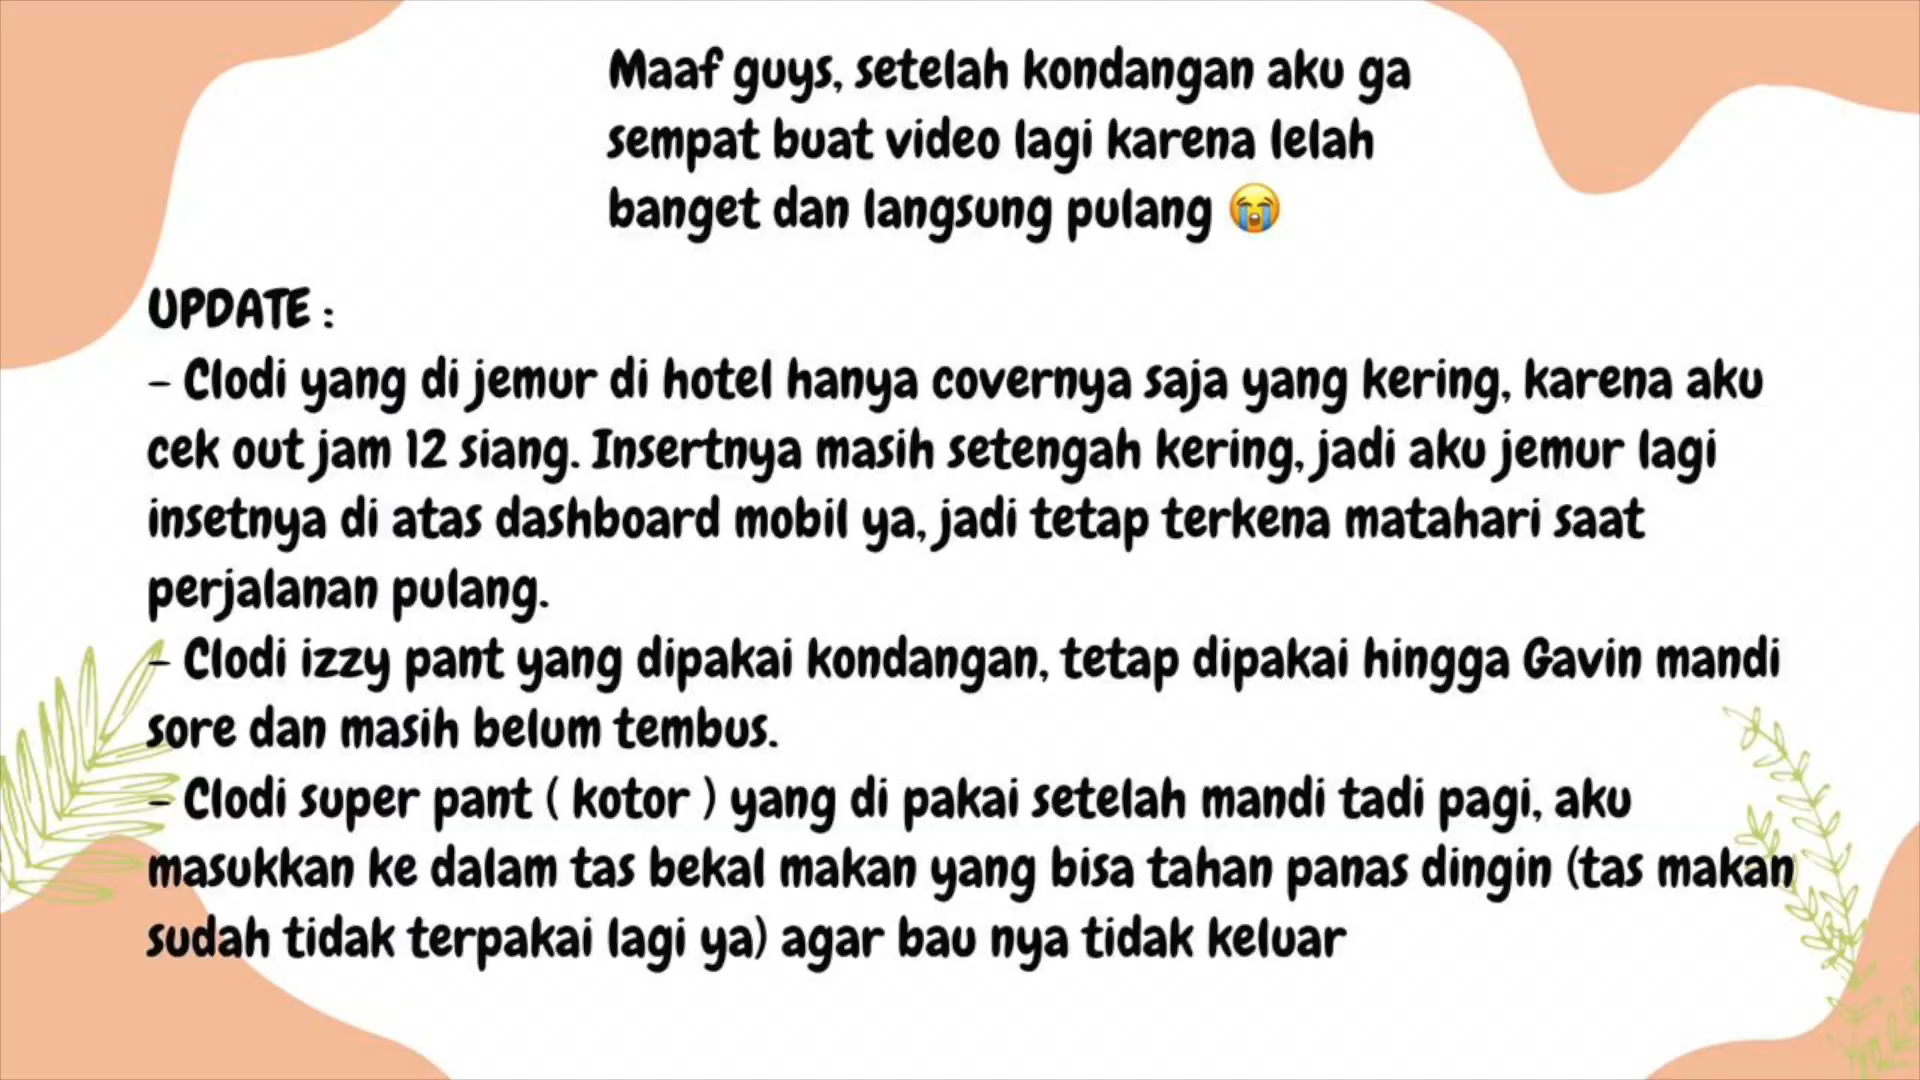 Maaf guys, setelah kondangan aku ga
sempat buat video lagi karena lelah
banget dan langsung pulang 😭
UPDATE :
- Clodi yang di jemur di hotel hanya covernya saja yang kering, karena aku
cek out jam 12 siang. Insertnya masih setengah kering, jadi aku jemur lagi
insetnya di atas dashboard mobil ya, jadi tetap terkena matahari saat
perjalanan pulang.
- Clodi izzy pant yang dipakai kondangan, tetap dipakai hingga Gavin mandi
sore dan masih belum tembus.
- Clodi super pant ( kotor ) yang di pakai setelah mandi tadi pagi, aku
masukkan ke dalam tas bekal makan yang bisa tahan panas dingin (tas makan
sudah tidak terpakai lagi ya) agar bau nya tidak keluar